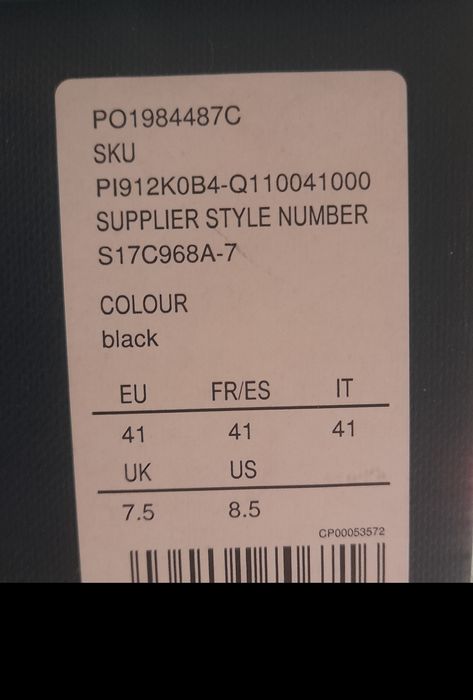 PO1984487C
SKU
PI912K0B4-Q110041000
SUPPLIER STYLE NUMBER
S17C968A-7
COLOUR
black
EU FR/ES IT
41 41 41
UK US
7.5 8.5
CP00053572